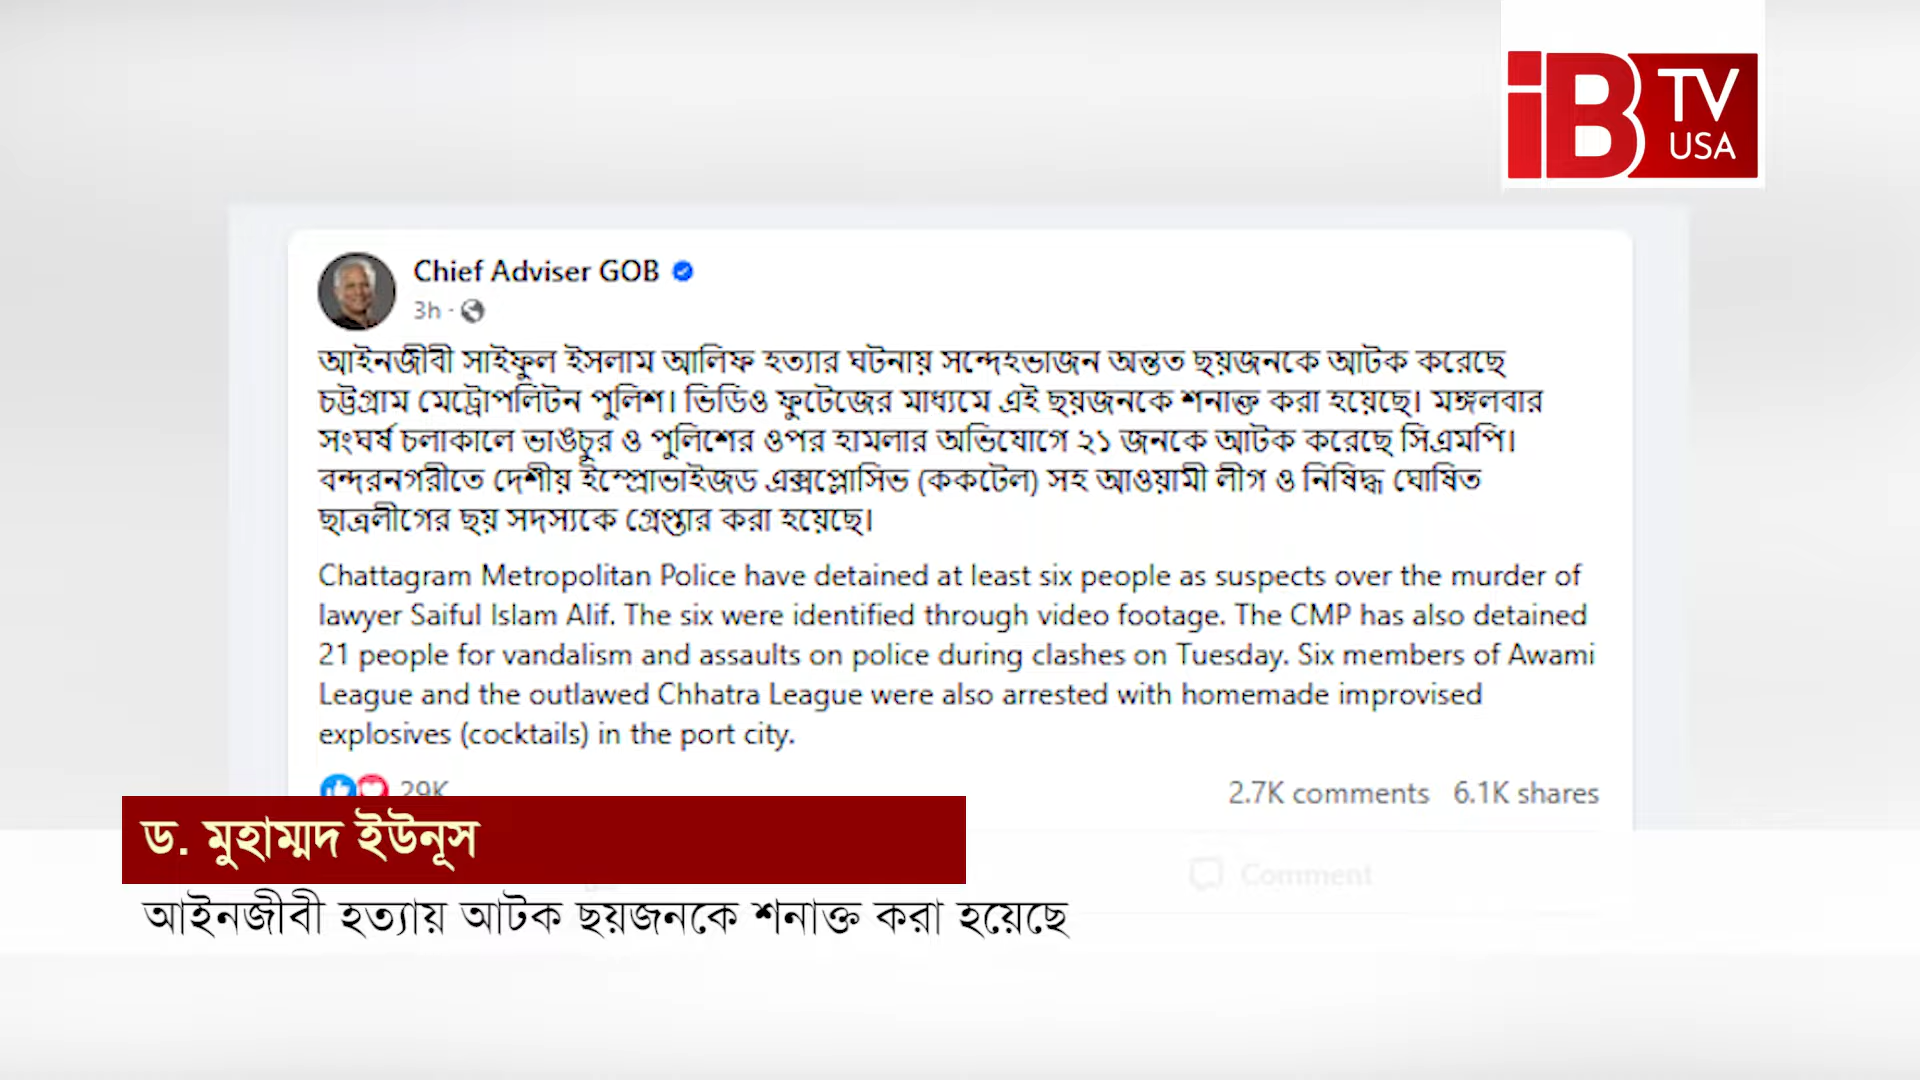 iB TV
USA
Chief Adviser GOB
3h ·
আইনজীবী সাইফুল ইসলাম আলিফ হত্যার ঘটনায় সন্দেহভাজন অন্তত ছয়জনকে আটক করেছে
চট্টগ্রাম মেট্রোপলিটন পুলিশ। ভিডিও ফুটেজের মাধ্যমে এই ছয়জনকে শনাক্ত করা হয়েছে। মঙ্গলবার
সংঘর্ষ চলাকালে ভাঙচুর ও পুলিশের ওপর হামলার অভিযোগে ২১ জনকে আটক করেছে সিএমপি।
বন্দরনগরীতে দেশীয় ইম্প্রোভাইজড এক্সপ্লোসিভ (ককটেল) সহ আওয়ামী লীগ ও নিষিদ্ধ ঘোষিত
ছাত্রলীগের ছয় সদস্যকে গ্রেপ্তার করা হয়েছে।
Chattagram Metropolitan Police have detained at least six people as suspects over the murder of
lawyer Saiful Islam Alif. The six were identified through video footage. The CMP has also detained
21 people for vandalism and assaults on police during clashes on Tuesday. Six members of Awami
League and the outlawed Chhatra League were also arrested with homemade improvised
explosives (cocktails) in the port city.
29K 2.7K comments 6.1K shares
Comment
ড. মুহাম্মদ ইউনূস
আইনজীবী হত্যায় আটক ছয়জনকে শনাক্ত করা হয়েছে